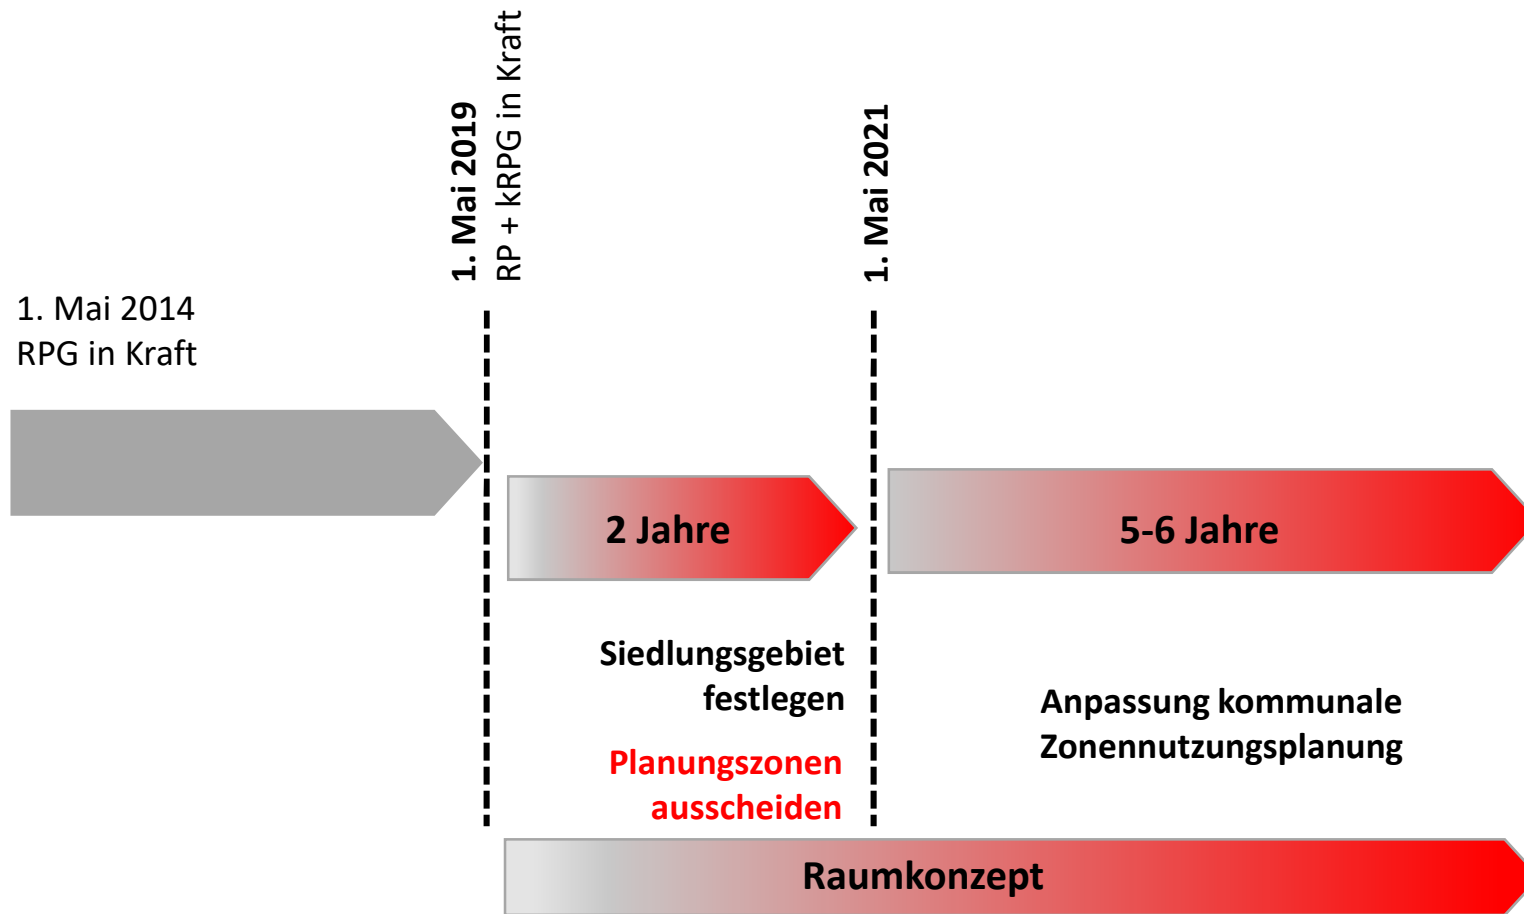 1. Mai 2014
RPG in Kraft
1. Mai 2019
RP + kRPG in Kraft
1. Mai 2021
2 Jahre
5-6 Jahre
Siedlungsgebiet
festlegen
Planungszonen
ausscheiden
Anpassung kommunale
Zonennutzungsplanung
Raumkonzept